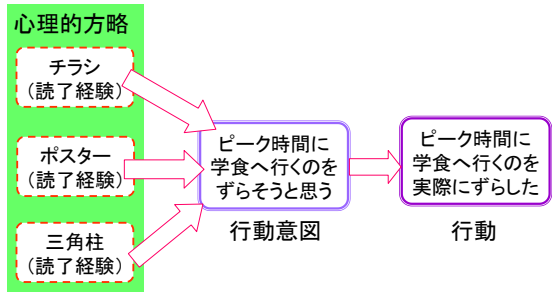 心理的方略
チラシ
(読了経験)
ポスター
(読了経験)
三角柱
(読了経験)
ピーク時間に
学食へ行くのを
ずらそうと思う
行動意図
ピーク時間に
学食へ行くのを
実際にずらした
行動